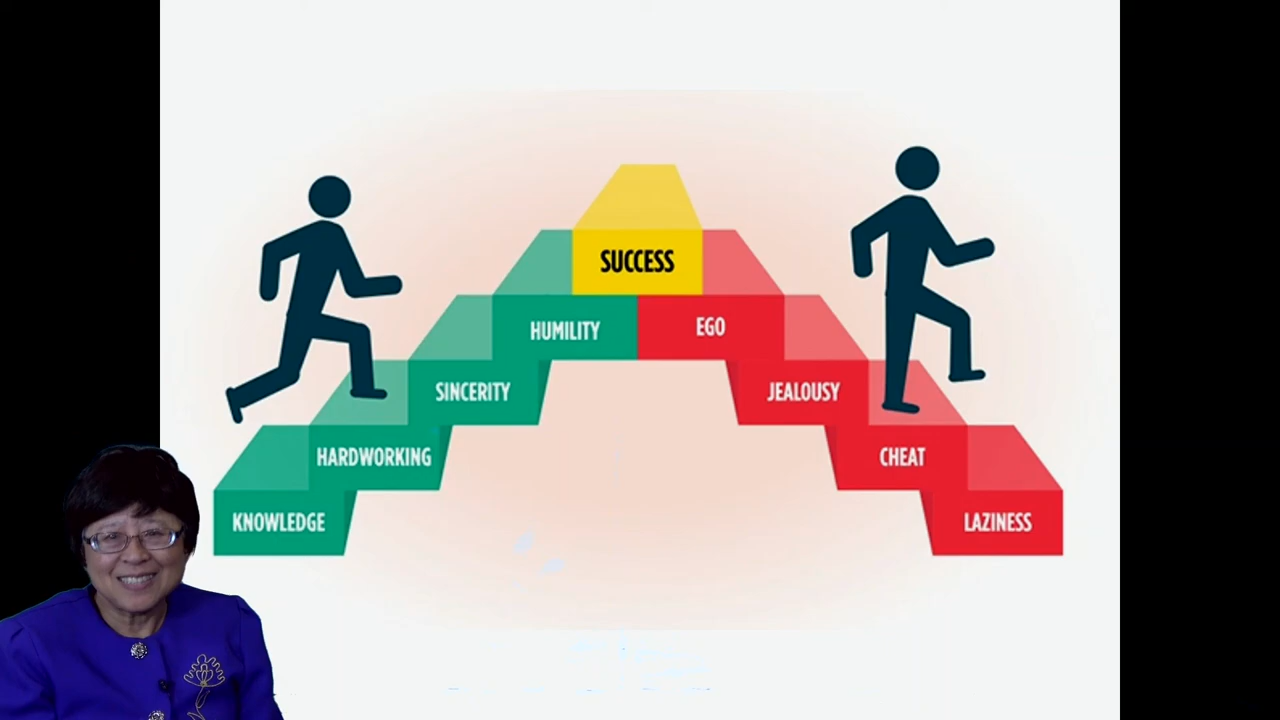 SUCCESS
HUMILITY
EGO
SINCERITY
JEALOUSY
HARDWORKING
CHEAT
KNOWLEDGE
LAZINESS